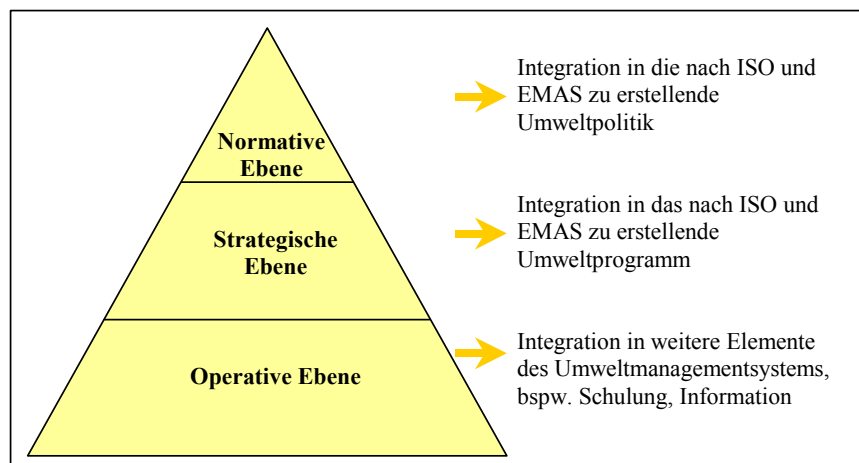 Integration in die nach ISO und
EMAS zu erstellende
Umweltpolitik
Normative
Ebene
Integration in das nach ISO und
EMAS zu erstellende
Umweltprogramm
Strategische
Ebene
Integration in weitere Elemente
des Umweltmanagementsystems,
bspw. Schulung, Information
Operative Ebene